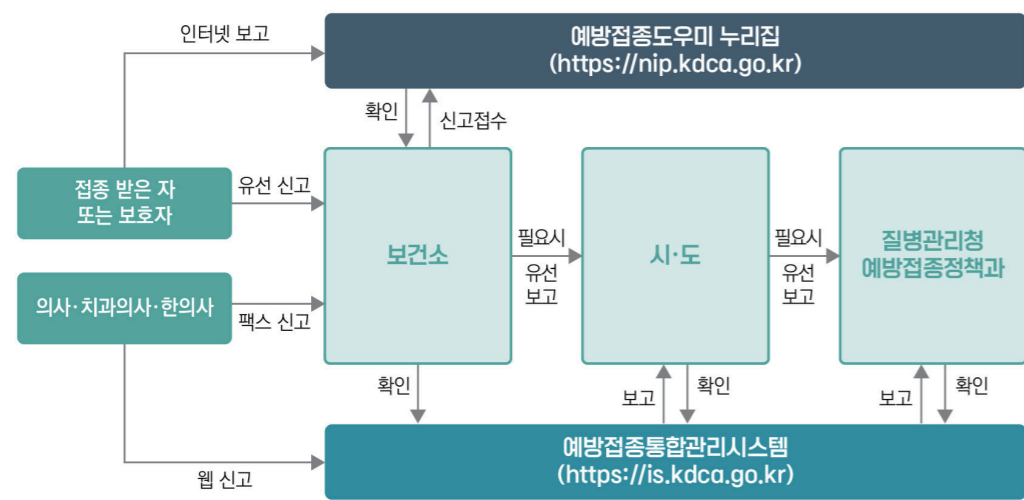 인터넷 보고
예방접종도우미 누리집
(https://nip.kdca.go.kr)
확인
신고접수
접종 받은 자
또는 보호자
유선 신고
보건소
필요시
유선
보고
시·도
필요시
유선
보고
질병관리청
예방접종정책과
의사·치과의사·한의사
팩스 신고
확인
보고
확인
보고
확인
예방접종통합관리시스템
(https://is.kdca.go.kr)
웹 신고